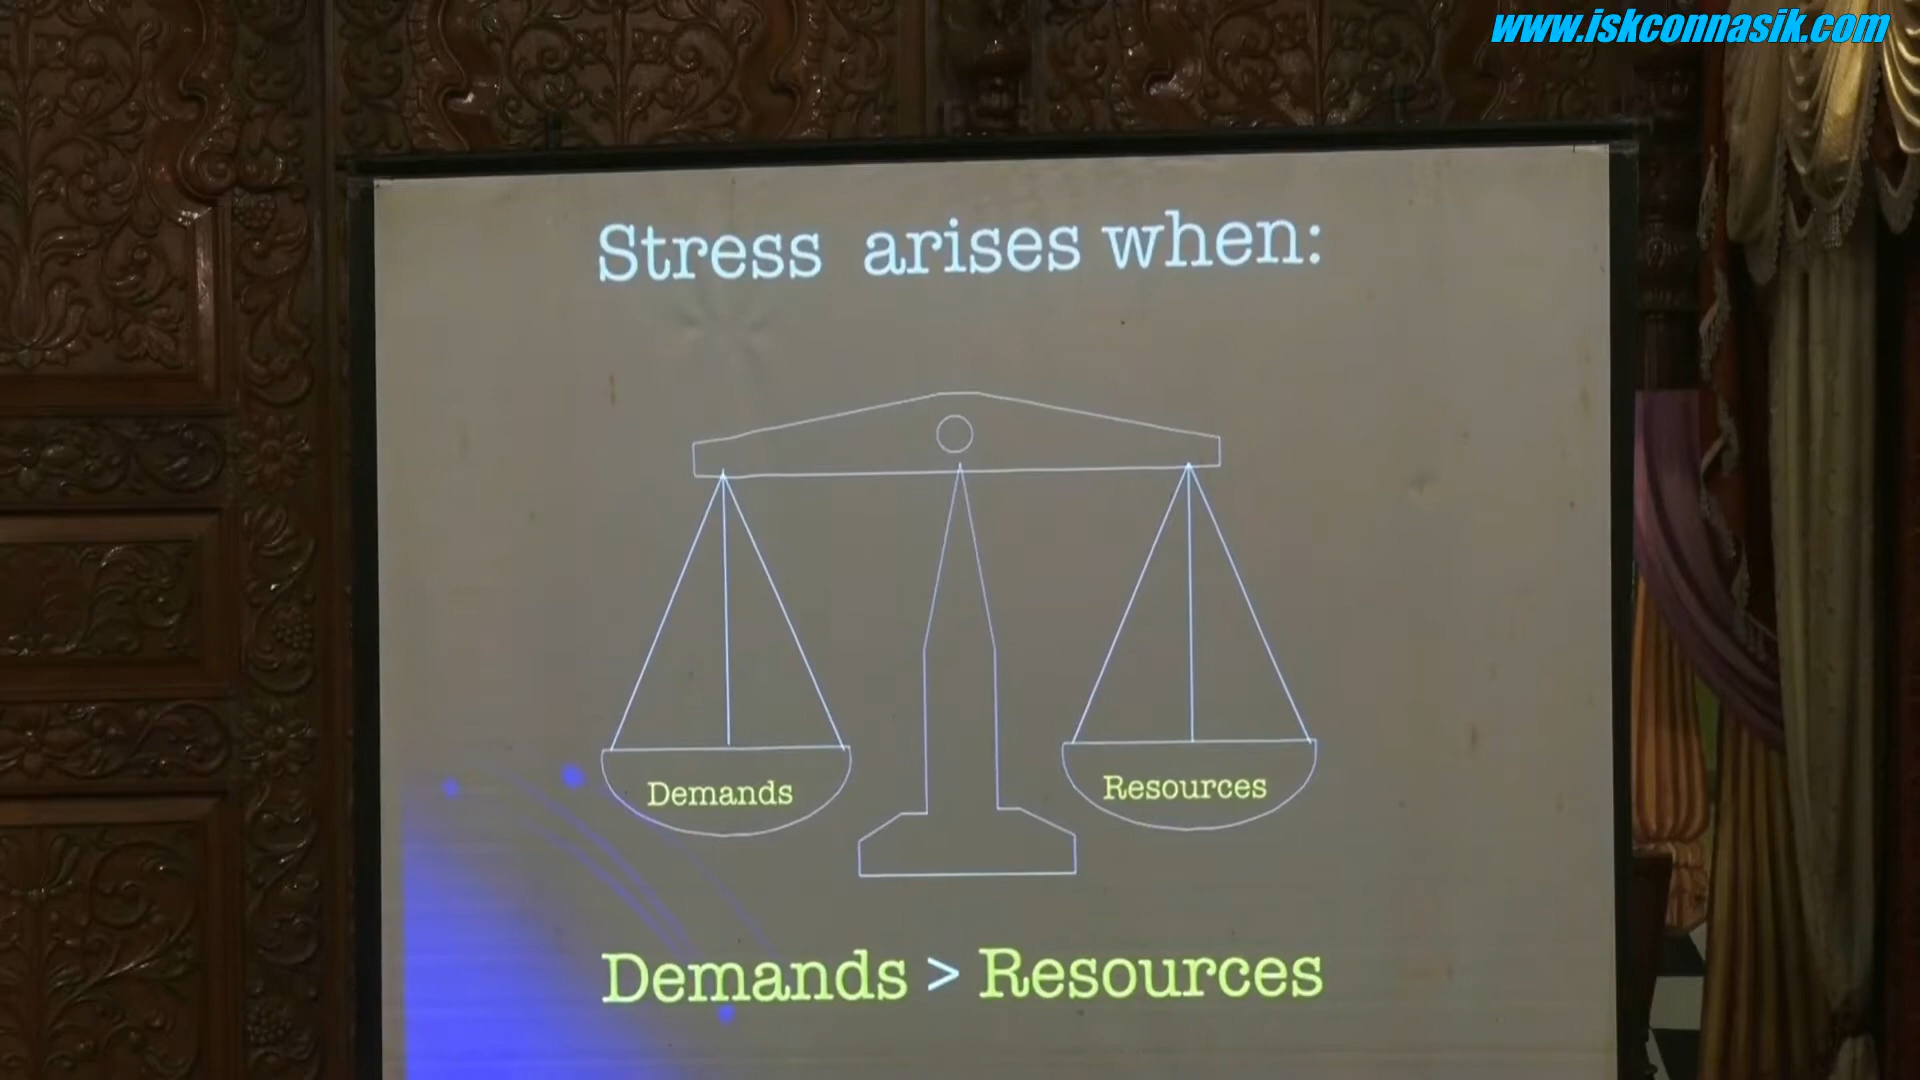 www.iskconnasik.com
Stress arises when:
Demands
Resources
Demands > Resources